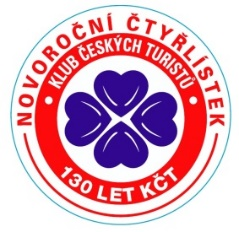 NOVOROČNÍ ČTYŘLÍSTEK
KLUB ČESKÝCH TURISTŮ
130 LET KČT